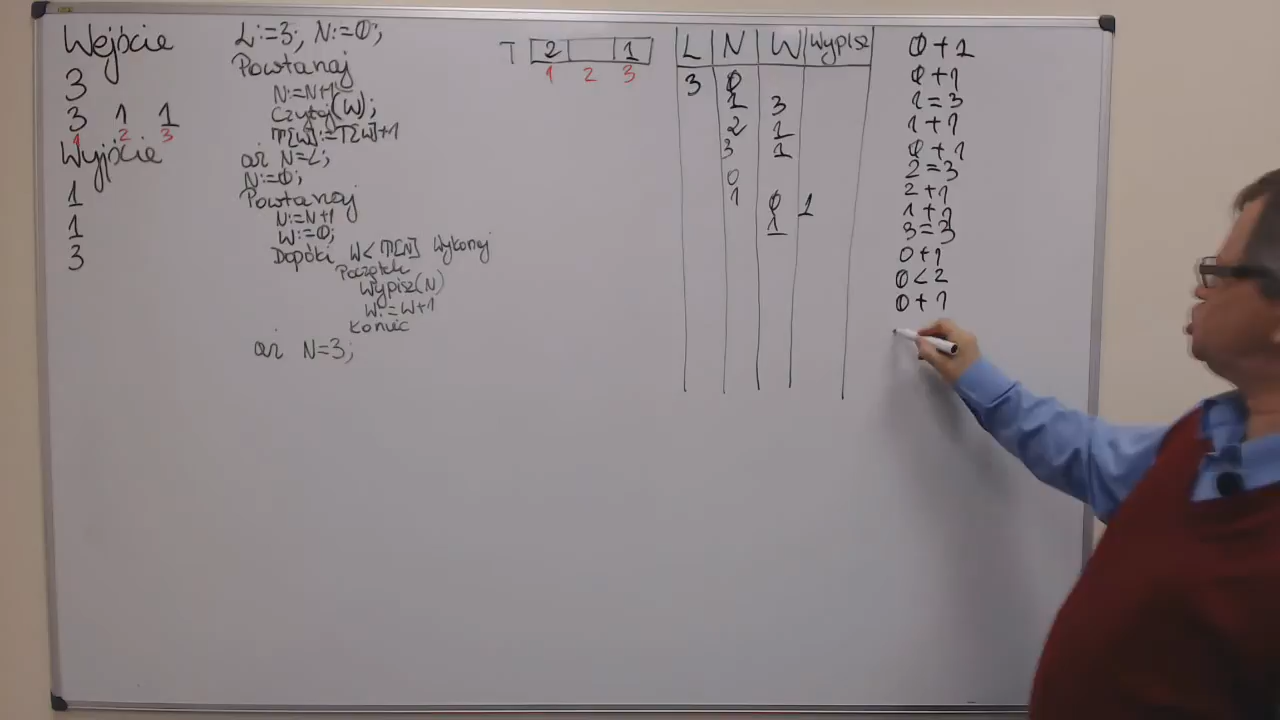 Wejście
3
3 1 1
1 2 3
Wyjście
1
1
3
L:=3; N:=0;
Powtarzaj
N:=N+1
Czytaj(W);
T[W]:=T[W]+1
aż N=L;
N:=0;
Powtarzaj
N:=N+1
W:=0;
Dopóki W<T[N] Wykonaj
Początek
Wypisz(N)
W:=W+1
Koniec
aż N=3;
T 2 1
1 2 3
L N W Wypisz
3 0
1 3
2 1
3 1
0
1 0 1
1
0+1
0+1
1=3
1+1
0+1
2=3
2+1
1+1
3=3
0+1
0<2
0+1